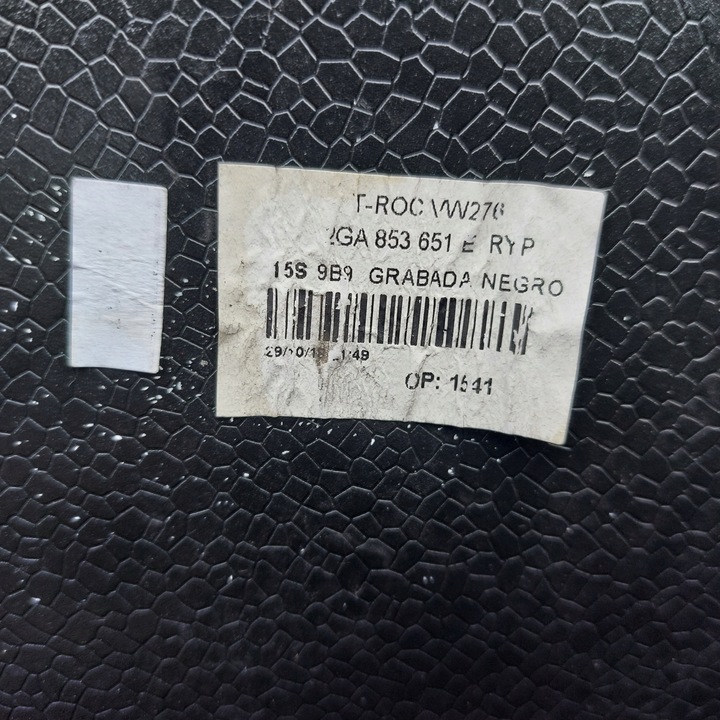 T-ROC VW276
2GA 853 651 E RYP
15S 9B9 GRABADA NEGRO
OP: 1541